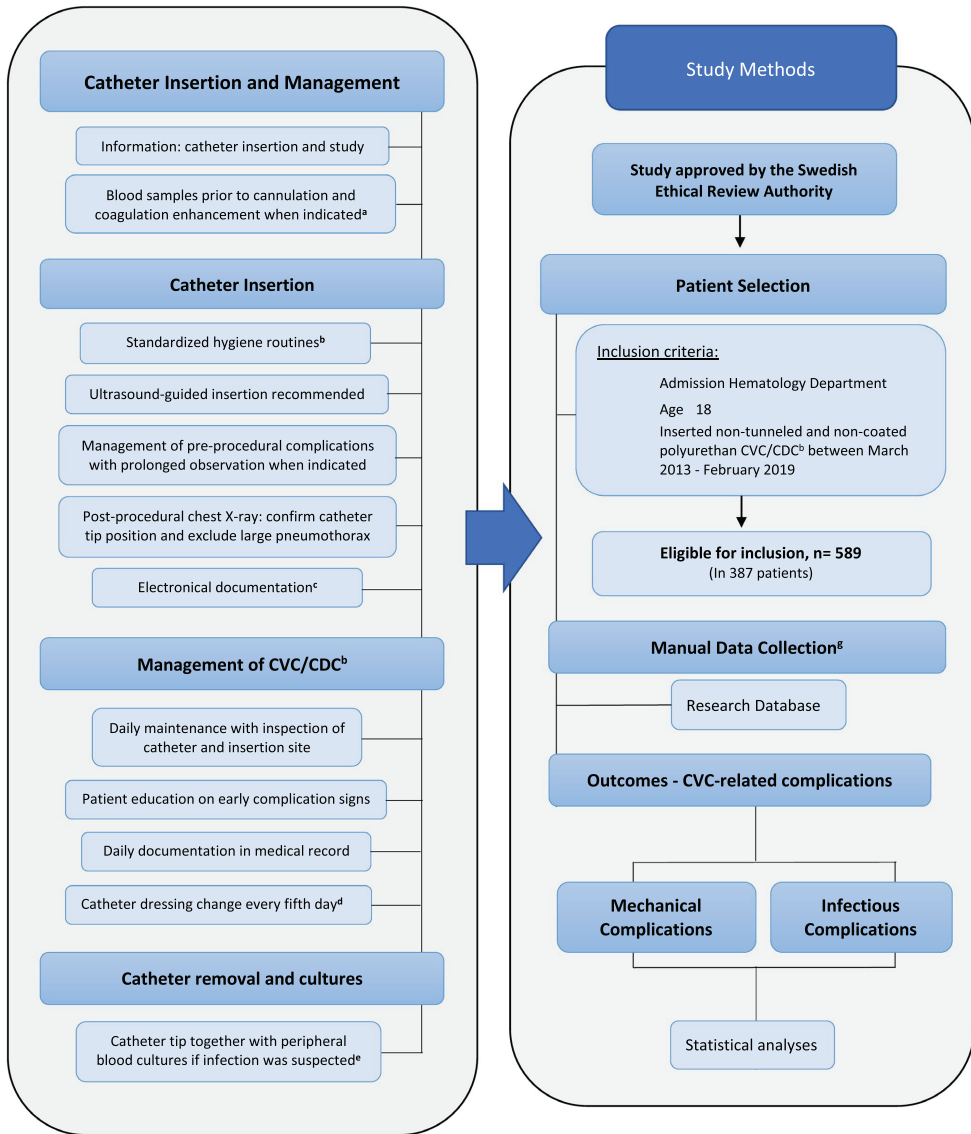 Catheter Insertion and Management
Information: catheter insertion and study
Blood samples prior to cannulation and
coagulation enhancement when indicatedᵃ
Catheter Insertion
Standardized hygiene routinesᵇ
Ultrasound-guided insertion recommended
Management of pre-procedural complications
with prolonged observation when indicated
Post-procedural chest X-ray: confirm catheter
tip position and exclude large pneumothorax
Electronical documentationᶜ
Management of CVC/CDCᵇ
Daily maintenance with inspection of
catheter and insertion site
Patient education on early complication signs
Daily documentation in medical record
Catheter dressing change every fifth dayᵈ
Catheter removal and cultures
Catheter tip together with peripheral
blood cultures if infection was suspectedᵉ
Study Methods
Study approved by the Swedish
Ethical Review Authority
Patient Selection
Inclusion criteria:
Admission Hematology Department
Age 18
Inserted non-tunneled and non-coated
polyurethan CVC/CDCᵇ between March
2013 - February 2019
Eligible for inclusion, n= 589
(In 387 patients)
Manual Data Collectionᵍ
Research Database
Outcomes - CVC-related complications
Mechanical
Complications
Infectious
Complications
Statistical analyses